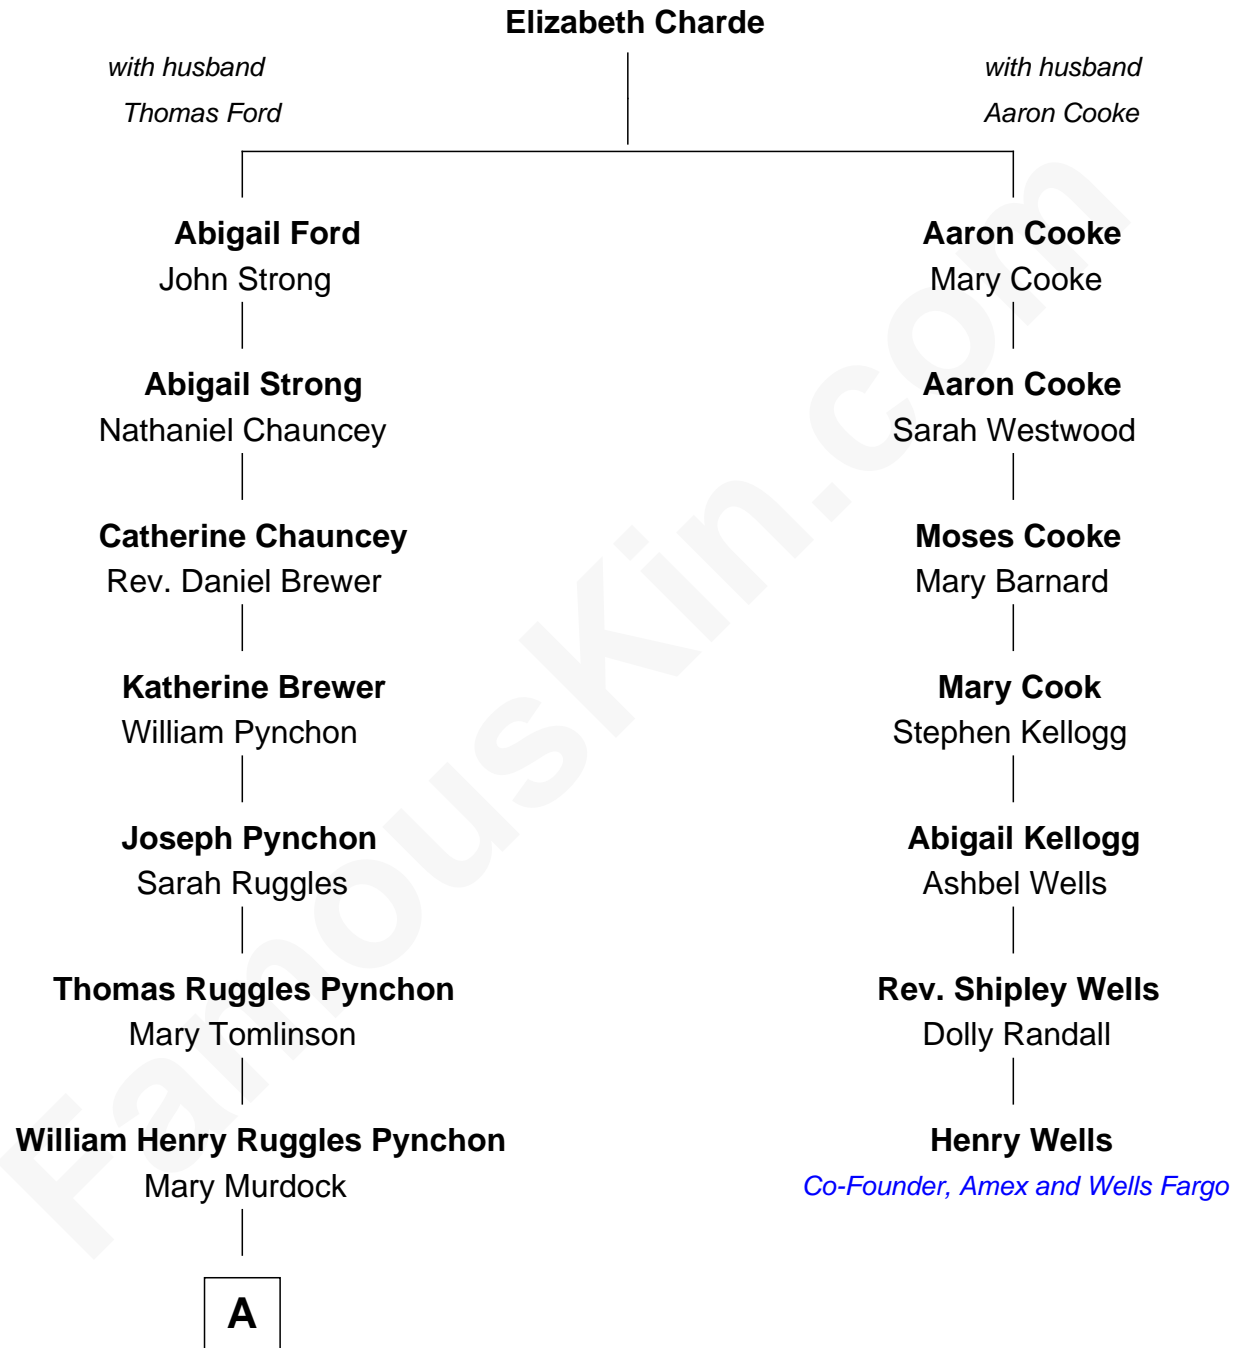 Elizabeth Charde
with husband
Thomas Ford
with husband
Aaron Cooke
Abigail Ford
John Strong
Aaron Cooke
Mary Cooke
Abigail Strong
Nathaniel Chauncey
Aaron Cooke
Sarah Westwood
Catherine Chauncey
Rev. Daniel Brewer
Moses Cooke
Mary Barnard
Katherine Brewer
William Pynchon
Mary Cook
Stephen Kellogg
Joseph Pynchon
Sarah Ruggles
Abigail Kellogg
Ashbel Wells
Thomas Ruggles Pynchon
Mary Tomlinson
Rev. Shipley Wells
Dolly Randall
William Henry Ruggles Pynchon
Mary Murdock
Henry Wells
Co-Founder, Amex and Wells Fargo
A
FamousKin.com